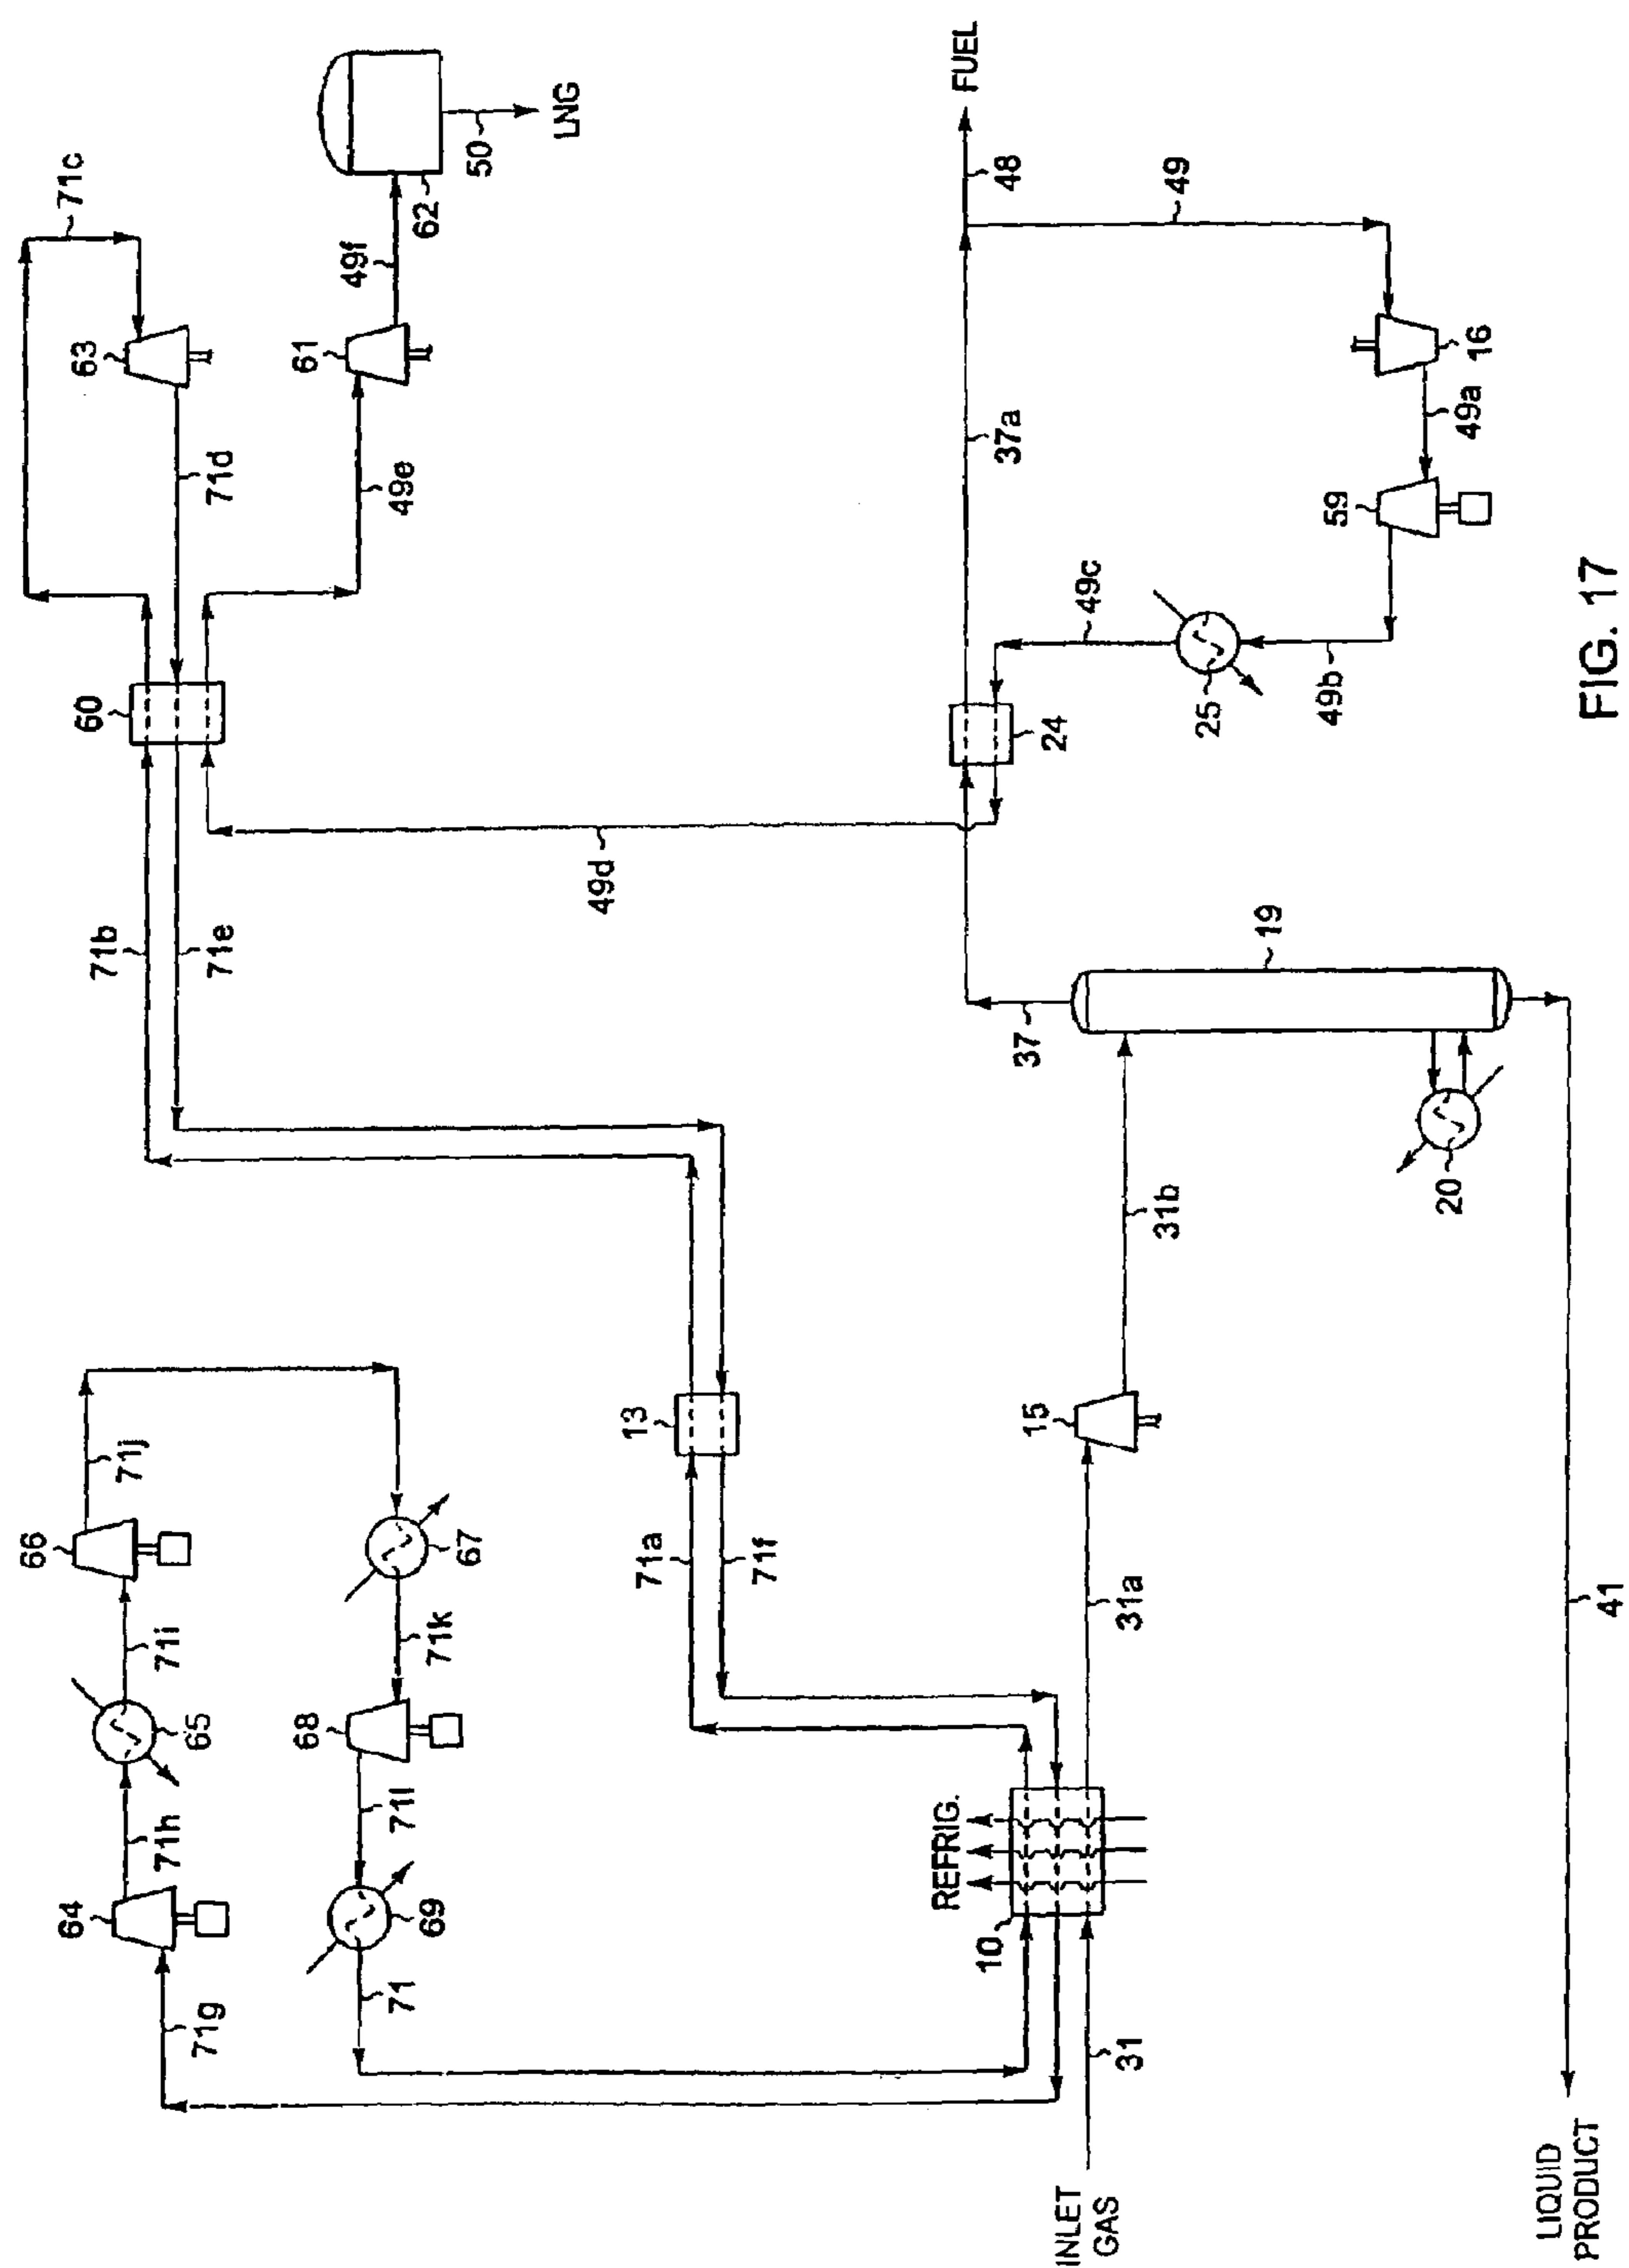 71c
63
71d
60
62
50
LNG
49f
61
49e
71b
71e
49d
66
71j
64
71h
65
71i
67
71k
68
71l
69
71
71g
13
71a
71f
FUEL
48
49
37a
16
49a
59
49c
25
49b
24
37
19
20
31b
15
31a
REFRIG.
10
31
INLET
GAS
41
LIQUID
PRODUCT
FIG. 17